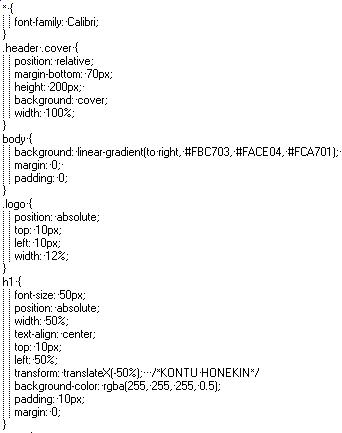 * {
font-family: Calibri;
}
.header .cover {
position: relative;
margin-bottom: 70px;
height: 200px;
background: cover;
width: 100%;
}
body {
background: linear-gradient(to right, #FBC703, #FACE04, #FCA701);
margin: 0;
padding: 0;
}
.logo {
position: absolute;
top: 10px;
left: 10px;
width: 12%;
}
h1 {
font-size: 50px;
position: absolute;
width: 50%;
text-align: center;
top: 10px;
left: 50%;
transform: translateX(-50%); /*KONTU HONEKIN*/
background-color: rgba(255, 255, 255, 0.5);
padding: 10px;
margin: 0;
}